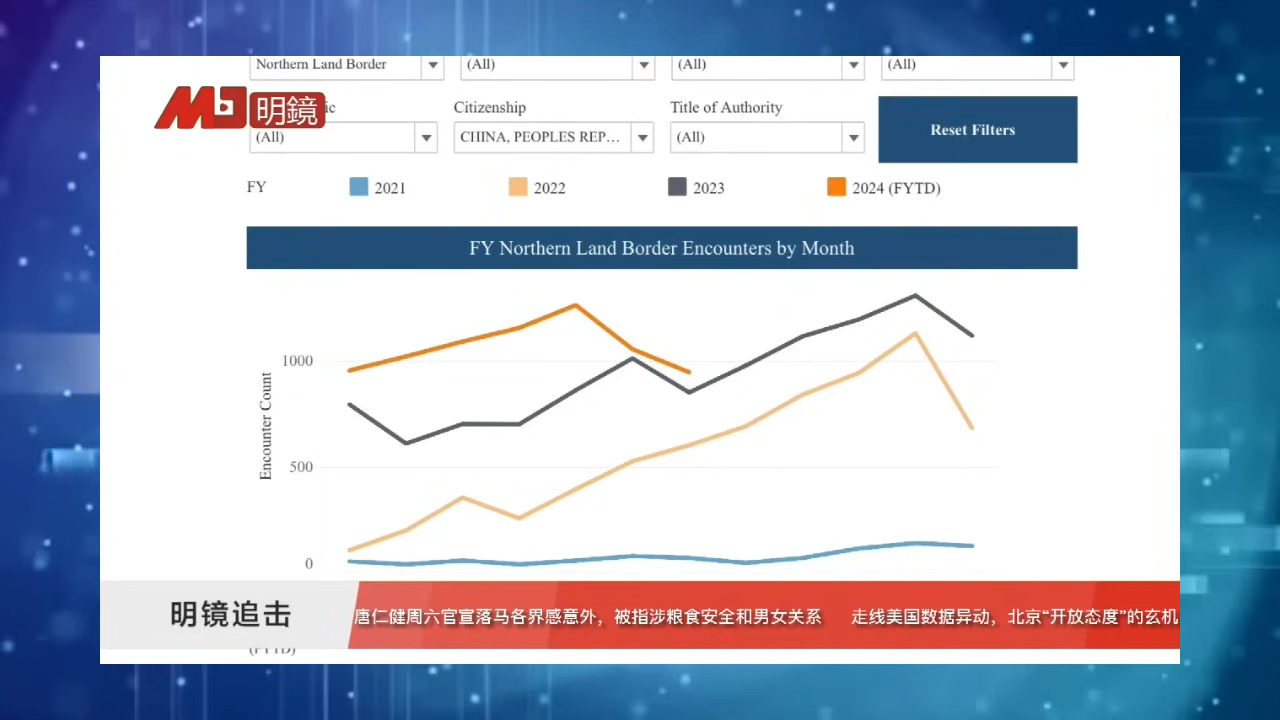 Northern Land Border
(All)
(All)
(All)
明鏡
ic
Citizenship
Title of Authority
(All)
CHINA, PEOPLES REP...
(All)
Reset Filters
FY
2021
2022
2023
2024 (FYTD)
FY Northern Land Border Encounters by Month
Encounter Count
1000
500
0
明镜追击
唐仁健周六官宣落马各界感意外，被指涉粮食安全和男女关系
走线美国数据异动，北京“开放态度”的玄机
(FYTD)